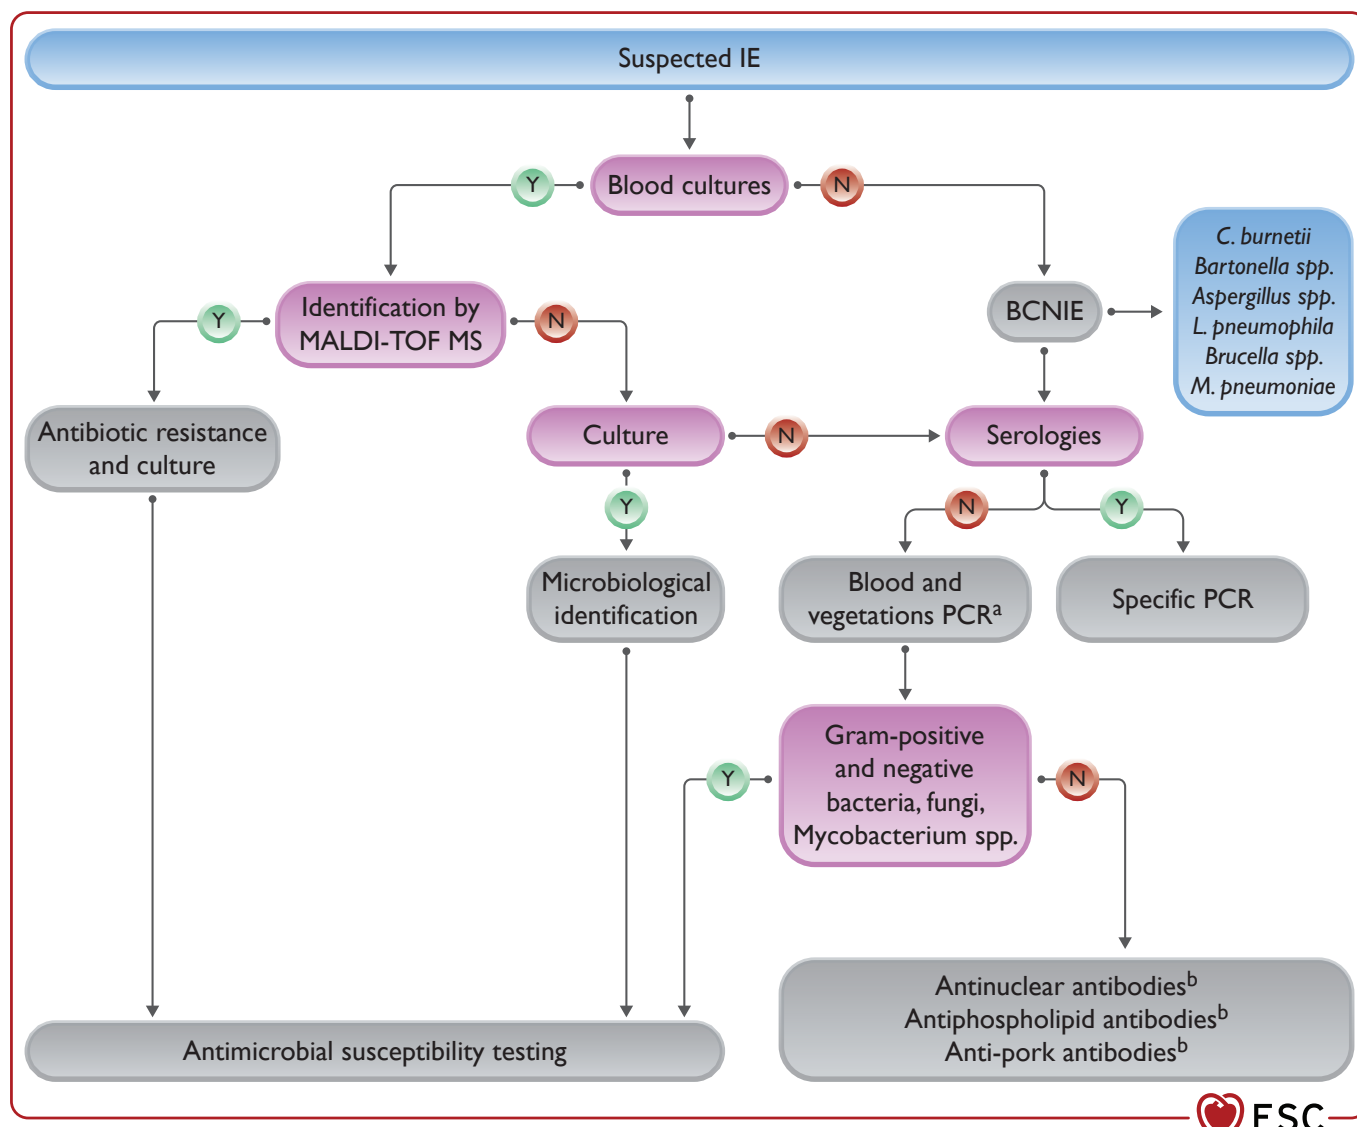 Suspected IE
Y
Blood cultures
N
C. burnetii
Bartonella spp.
Aspergillus spp.
L. pneumophila
Brucella spp.
M. pneumoniae
Y
Identification by
MALDI-TOF MS
N
BCNIE
Antibiotic resistance
and culture
Culture
N
Serologies
Y
N
Y
Microbiological
identification
Blood and
vegetations PCRᵃ
Specific PCR
Y
Gram-positive
and negative
bacteria, fungi,
Mycobacterium spp.
N
Antimicrobial susceptibility testing
Antinuclear antibodiesᵇ
Antiphospholipid antibodiesᵇ
Anti-pork antibodiesᵇ
ESC